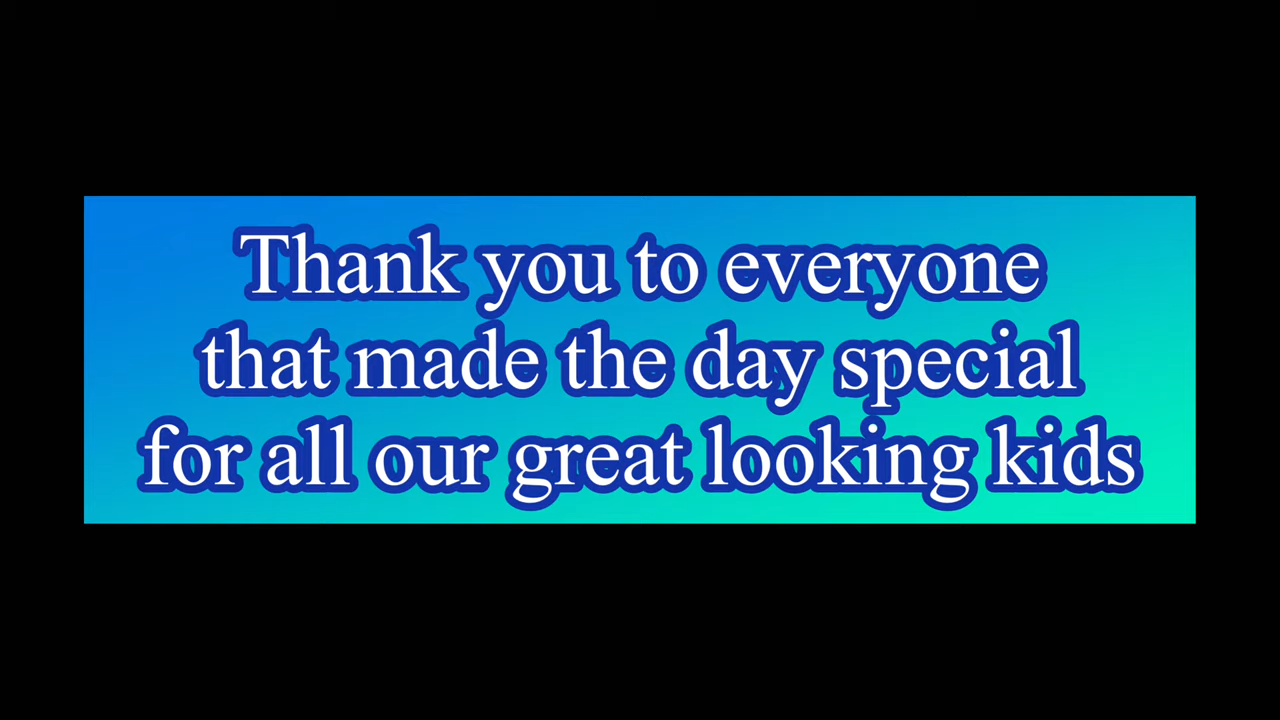 Thank you to everyone
that made the day special
for all our great looking kids